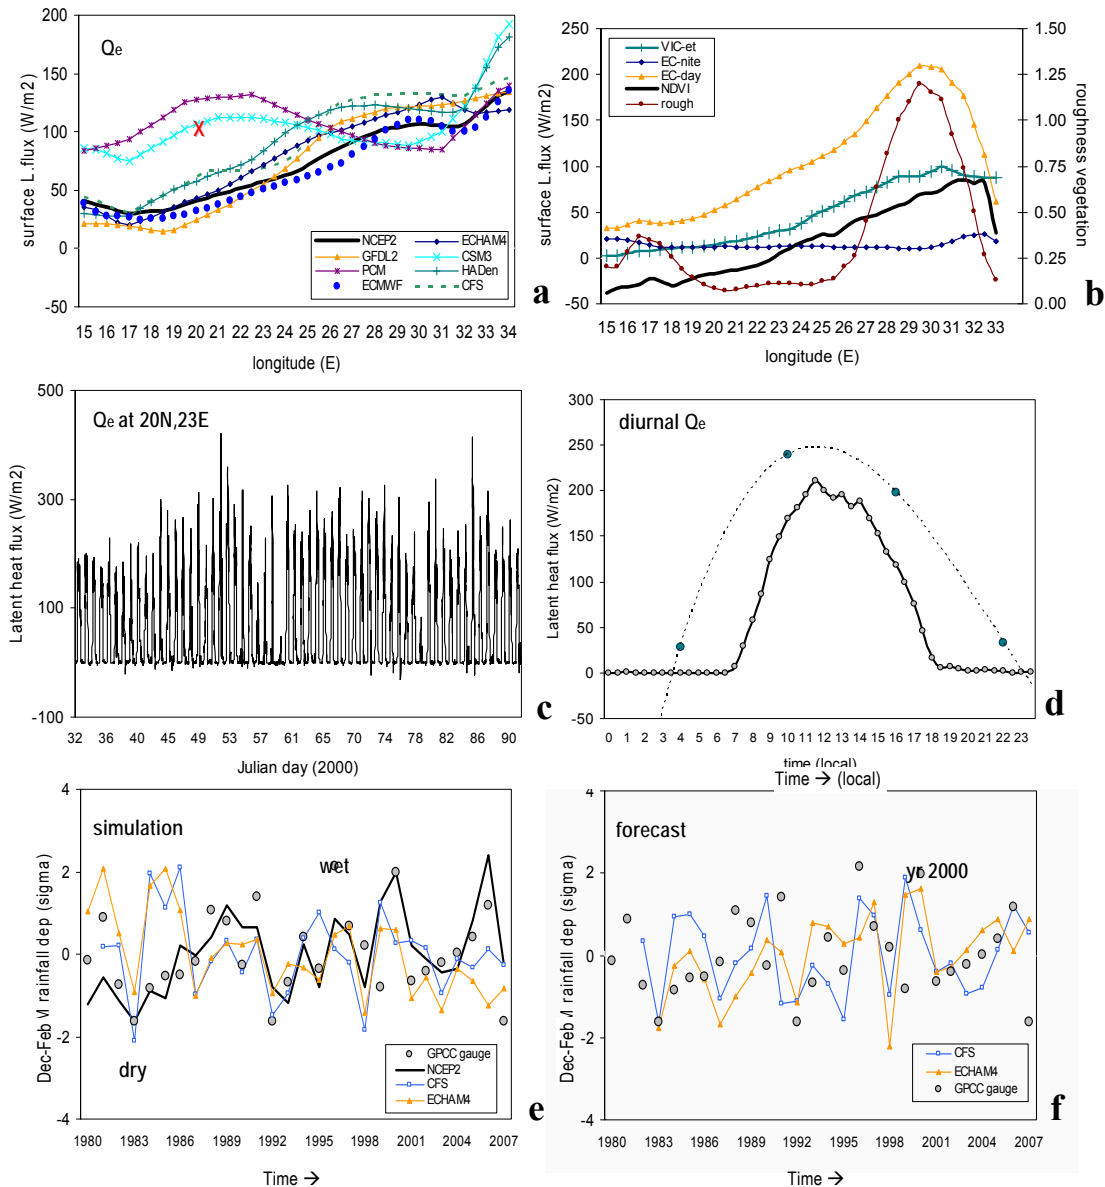 200
150
100
50
0
-50
surface L.flux (W/m2)
Qe
X
NCEP2
ECHAM4
GFDL2
CSM3
PCM
HADen
ECMWF
CFS
15 16 17 18 19 20 21 22 23 24 25 26 27 28 29 30 31 32 33 34
longitude (E)
a
250
200
150
100
50
0
-50
surface L.flux (W/m2)
VIC-et
EC-nite
EC-day
NDVI
rough
1.50
1.25
1.00
0.75
0.50
0.25
0.00
roughness vegetation
15 16 17 18 19 20 21 22 23 24 25 26 27 28 29 30 31 32 33
longitude (E)
b
500
300
100
-100
Latent heat flux (W/m2)
Qe at 20N,23E
32 36 40 45 49 53 57 61 65 69 74 78 82 86 90
Julian day (2000)
c
300
250
200
150
100
50
0
-50
Latent heat flux (W/m2)
diurnal Qe
0 1 2 3 4 5 6 7 8 9 10 11 12 13 14 15 16 17 18 19 20 21 22 23
time (local)
Time → (local)
d
4
2
0
-2
-4
Dec-Feb M rainfall dep (sigma)
simulation
wet
dry
GPCC gauge
NCEP2
CFS
ECHAM4
1980 1983 1986 1989 1992 1995 1998 2001 2004 2007
Time →
e
4
2
0
-2
-4
Dec-Feb M rainfall dep (sigma)
forecast
yr 2000
CFS
ECHAM4
GPCC gauge
1980 1983 1986 1989 1992 1995 1998 2001 2004 2007
Time →
f